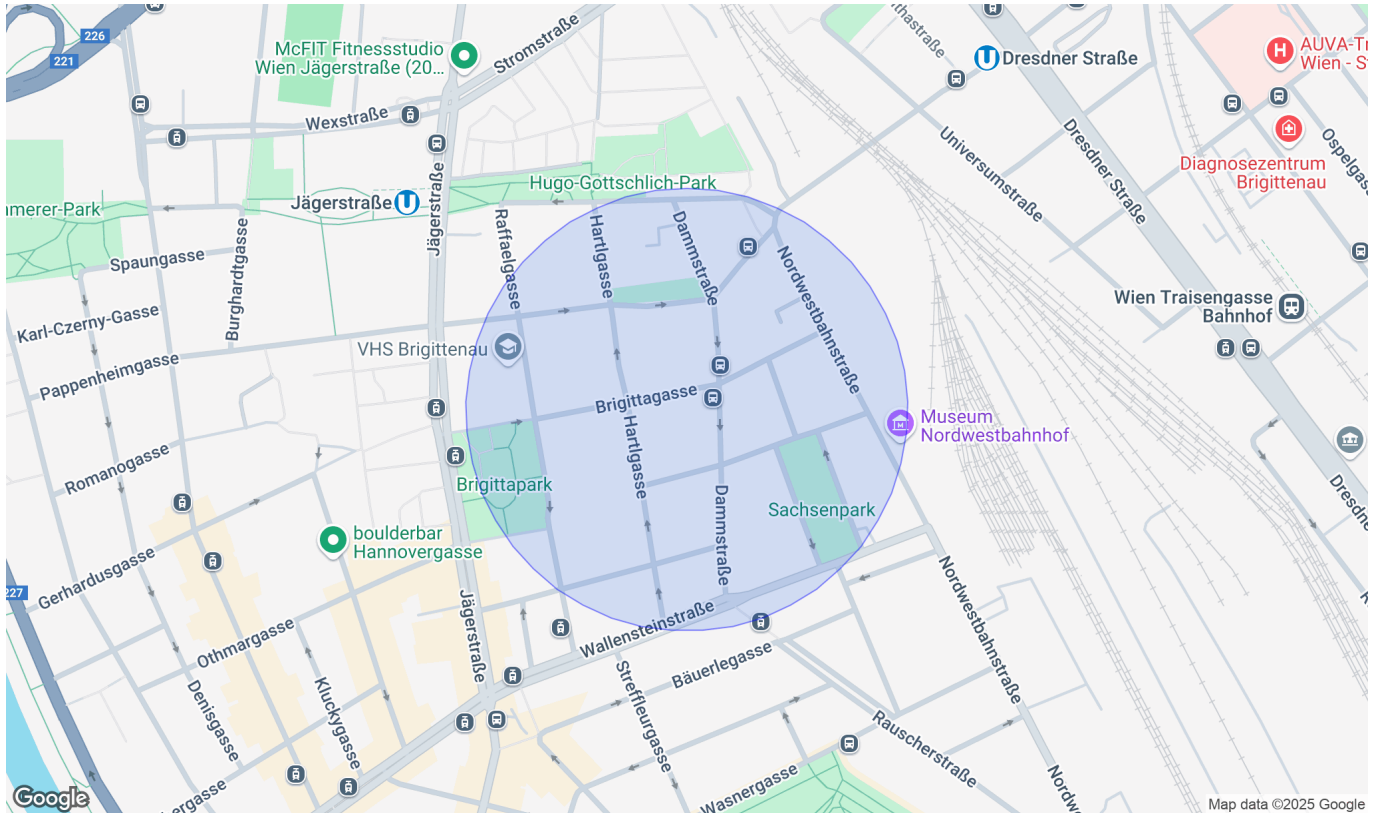 226
221
McFIT Fitnessstudio
Wien Jägerstraße (20...
Stromstraße
Dresdner Straße
AUVA-Tr
Wien - S
H
Wexstraße
Dresdner Straße
Universumstraße
Ospelgass
Diagnosezentrum
Brigittenau
Hugo-Gottschlich-Park
Jägerstraße
U
U
Jägerstraße
mmerer-Park
Raffaelgasse
Hartlgasse
Dammstraße
Nordwestbahnstraße
Burghardtgasse
Spaungasse
Karl-Czerny-Gasse
Wien Traisengasse
Bahnhof
VHS Brigittenau
Pappenheimgasse
Brigittagasse
Hartlgasse
Museum
Nordwestbahnhof
Romanogasse
Brigittapark
Dammstraße
Sachsenpark
Dresdn
boulderbar
Hannovergasse
Gerhardusgasse
227
Jägerstraße
Nordwestbahnstraße
Othmargasse
Wallensteinstraße
Bäuerlegasse
Denisgasse
Kluckygasse
Streffleurgasse
Rauscherstraße
Wasnergasse
Nordw
ergasse
Google
Map data ©2025 Google